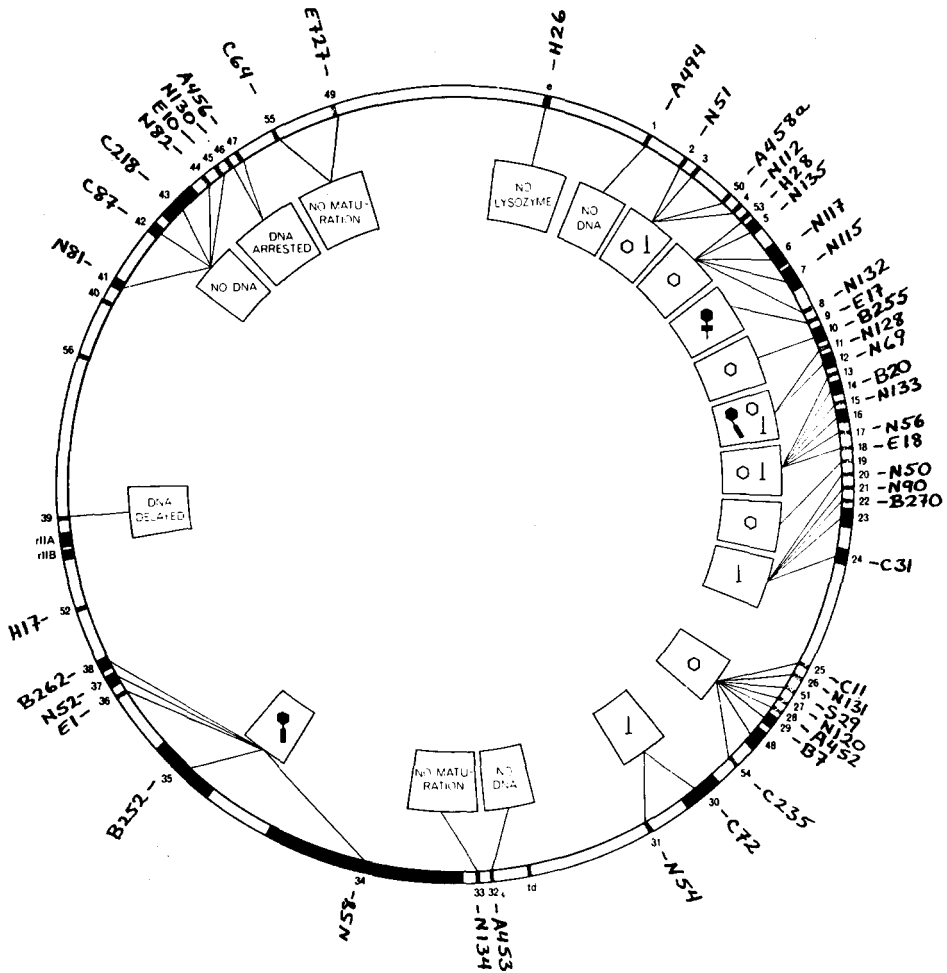 E727-
C64-
A456-
N130-
E10-
N82-
C218-
C87-
N81-
-H26
-A494
-N51
-A458a
-N112
-H28
-N135
-N117
-N115
-N132
-E17
-B255
-N128
-N69
-B20
-N133
-N56
-E18
-N50
-N90
-B270
-C31
-C11
-N131
-S29
-N120
-A452
-B7
-C235
-C72
-N54
-A453
-N134
N58-
B252-
E1-
N52-
B262-
H17-
e
1
2
3
50
4
53
5
6
7
8
9
10
11
12
13
14
15
16
17
18
19
20
21
22
23
24
25
26
51
27
28
29
48
54
30
31
td
32
33
34
35
36
37
38
52
rIIB
rIIA
39
56
40
41
42
43
44
45
46
47
55
49
NO
LYSOZYME
NO
DNA
NO MATU-
RATION
DNA
ARRESTED
NO DNA
DNA
DELAYED
NO MATU-
RATION
NO
DNA